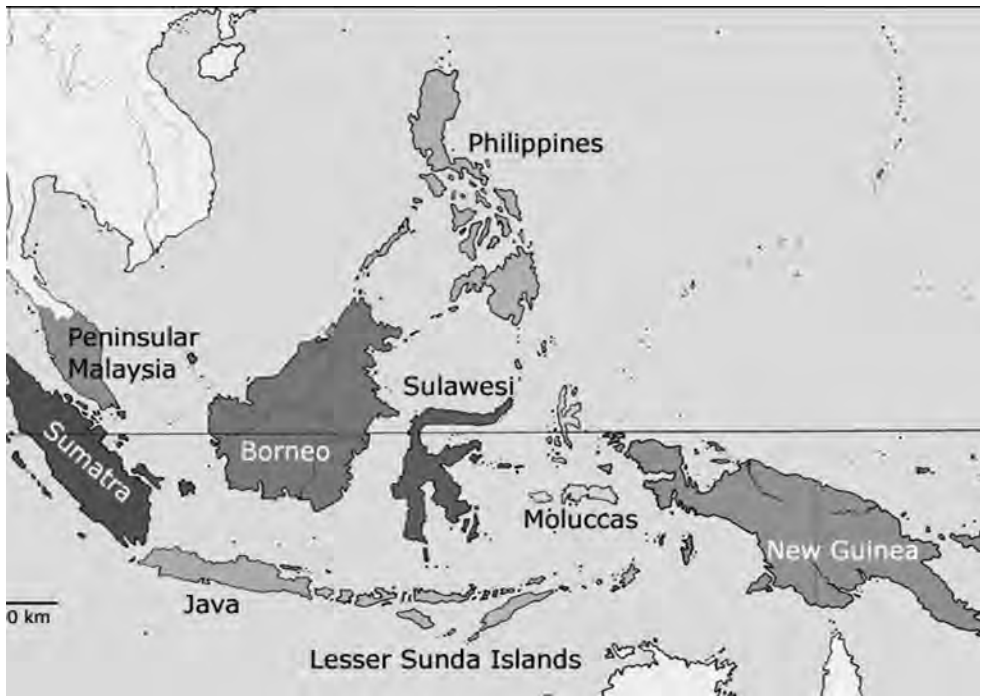 Philippines
Peninsular
Malaysia
Sulawesi
Sumatra
Borneo
Moluccas
New Guinea
Java
0 km
Lesser Sunda Islands